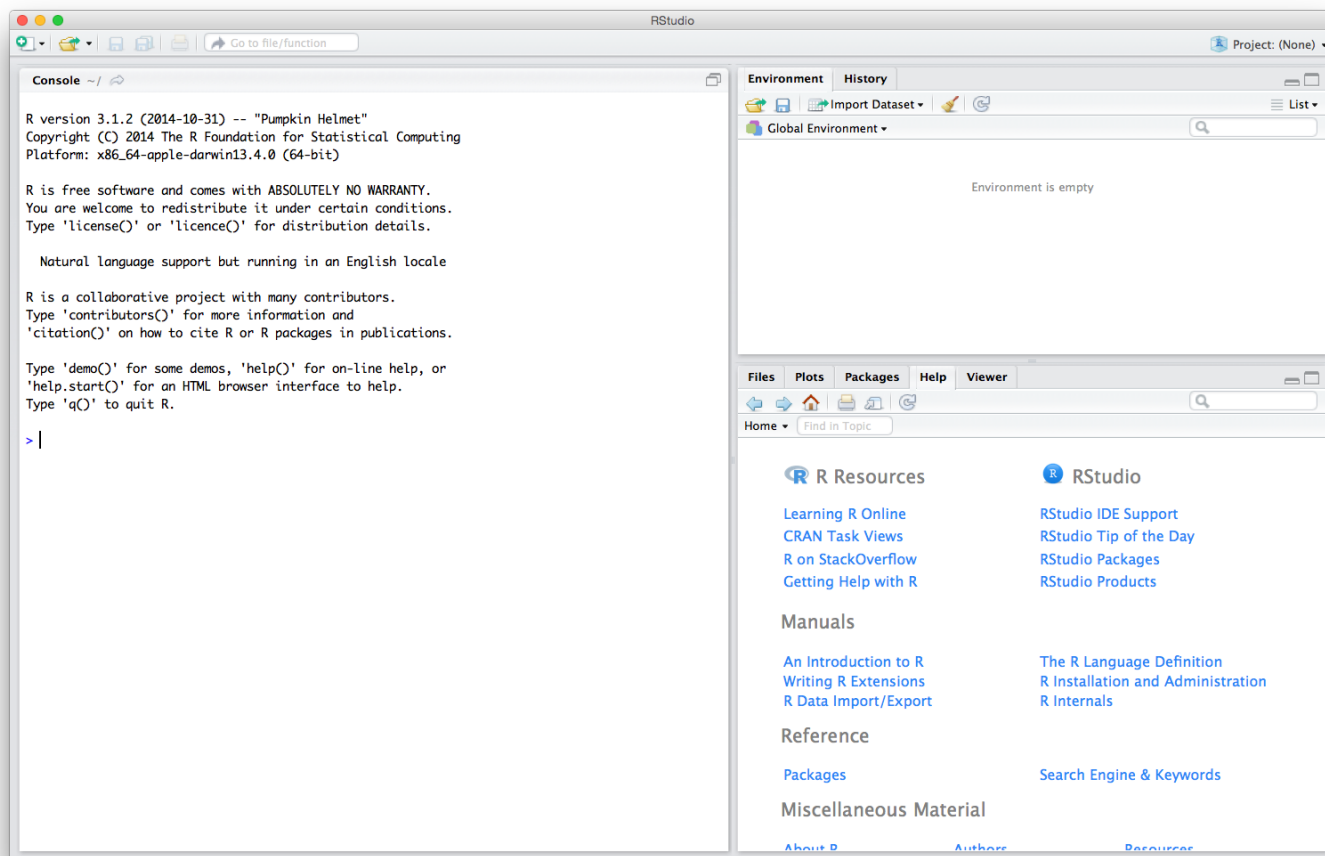 RStudio
Go to file/function
Project: (None)
Console ~/
R version 3.1.2 (2014-10-31) -- "Pumpkin Helmet"
Copyright (C) 2014 The R Foundation for Statistical Computing
Platform: x86_64-apple-darwin13.4.0 (64-bit)
R is free software and comes with ABSOLUTELY NO WARRANTY.
You are welcome to redistribute it under certain conditions.
Type 'license()' or 'licence()' for distribution details.
Natural language support but running in an English locale
R is a collaborative project with many contributors.
Type 'contributors()' for more information and
'citation()' on how to cite R or R packages in publications.
Type 'demo()' for some demos, 'help()' for on-line help, or
'help.start()' for an HTML browser interface to help.
Type 'q()' to quit R.
>
Environment History
Import Dataset List
Global Environment
Environment is empty
Files Plots Packages Help Viewer
Home Find in Topic
R R Resources
Learning R Online
CRAN Task Views
R on StackOverflow
Getting Help with R
R RStudio
RStudio IDE Support
RStudio Tip of the Day
RStudio Packages
RStudio Products
Manuals
An Introduction to R
Writing R Extensions
R Data Import/Export
The R Language Definition
R Installation and Administration
R Internals
Reference
Packages
Search Engine & Keywords
Miscellaneous Material
About R
Authors
Resources